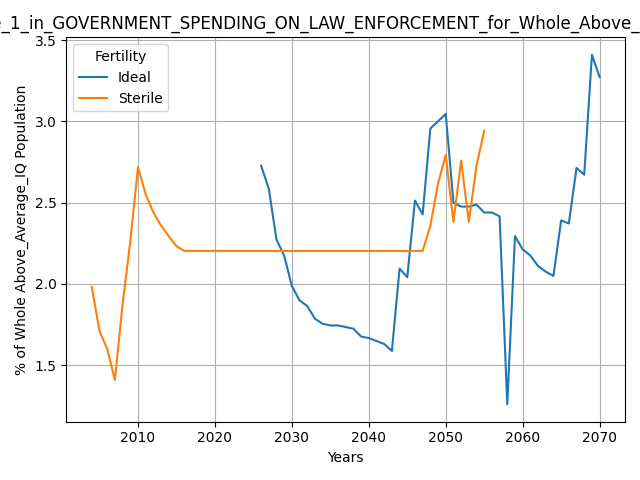 e_1_in_GOVERNMENT_SPENDING_ON_LAW_ENFORCEMENT_for_Whole_Above_
3.5
3.0
2.5
2.0
1.5
% of Whole Above_Average_IQ Population
Fertility
Ideal
Sterile
2010 2020 2030 2040 2050 2060 2070
Years